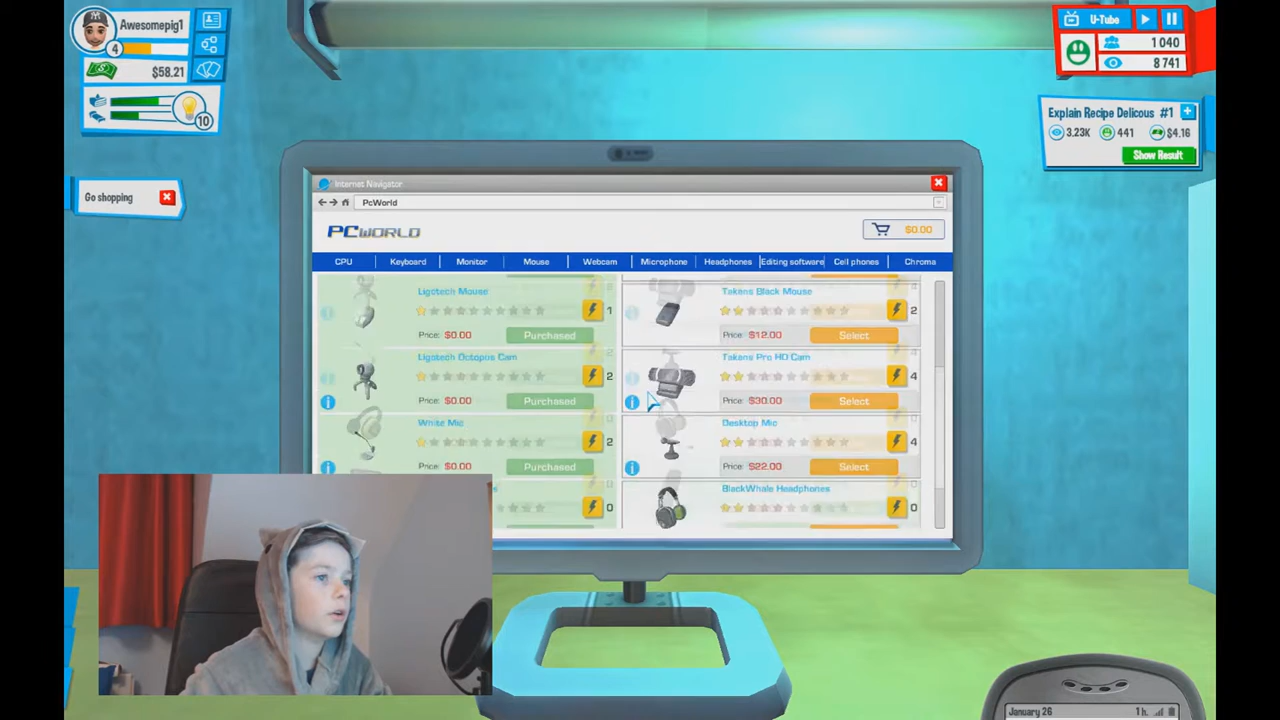 Awesomepig1
4
$58.21
10
Go shopping
U-Tube
1 040
8 741
Explain Recipe Delicous #1
3.23K 441 $4.16
Show Result
Internet Navigator
PcWorld
PCWORLD
$0.00
CPU Keyboard Monitor Mouse Webcam Microphone Headphones Editing software Cell phones Chroma
Ligotech Mouse
1
Price: $0.00 Purchased
Takens Black Mouse
2
Price: $12.00 Select
Ligotech Octopus Cam
2
Price: $0.00 Purchased
Takens Pro HD Cam
4
Price: $30.00 Select
White Mic
2
Price: $0.00 Purchased
Desktop Mic
4
Price: $22.00 Select
0
BlackWhale Headphones
0
January 26 1 h.